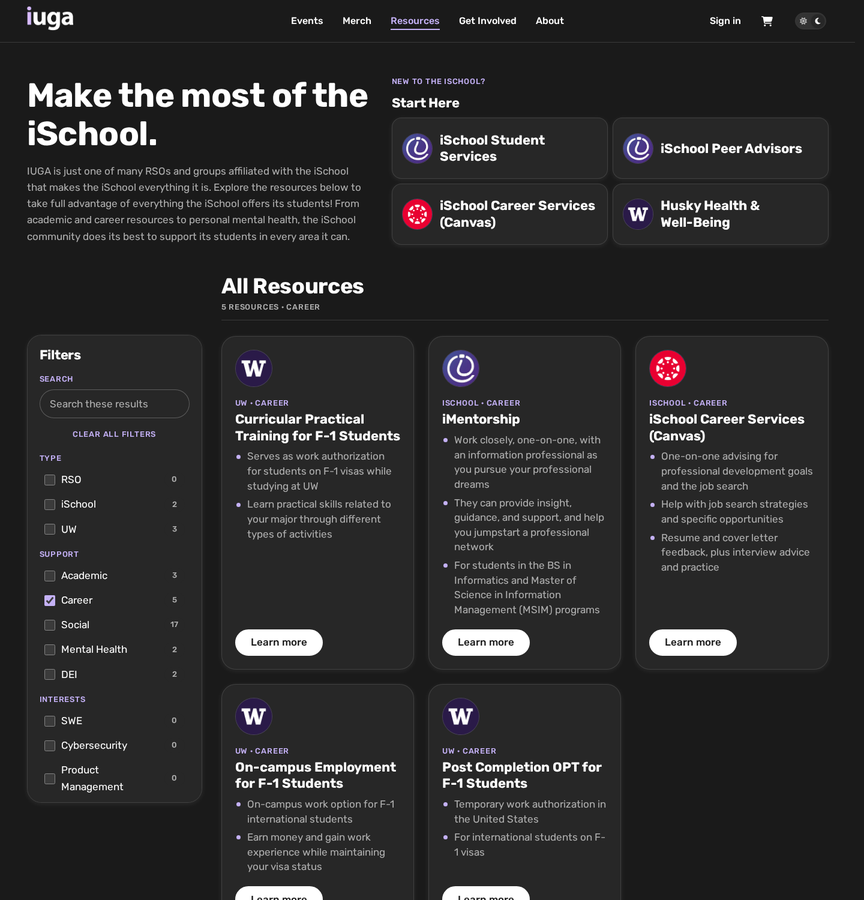 iuga
Events
Merch
Resources
Get Involved
About
Sign in
Make the most of the
iSchool.
IUGA is just one of many RSOs and groups affiliated with the iSchool
that makes the iSchool everything it is. Explore the resources below to
take full advantage of everything the iSchool offers its students! From
academic and career resources to personal mental health, the iSchool
community does its best to support its students in every area it can.
NEW TO THE ISCHOOL?
Start Here
iSchool Student
Services
iSchool Peer Advisors
iSchool Career Services
(Canvas)
W
Husky Health &
Well-Being
All Resources
5 RESOURCES • CAREER
Filters
SEARCH
Search these results
CLEAR ALL FILTERS
TYPE
RSO 0
iSchool 2
UW 3
SUPPORT
Academic 3
Career 5
Social 17
Mental Health 2
DEI 2
INTERESTS
SWE 0
Cybersecurity 0
Product
Management 0
W
UW • CAREER
Curricular Practical
Training for F-1 Students
Serves as work authorization
for students on F-1 visas while
studying at UW
Learn practical skills related to
your major through different
types of activities
Learn more
ISCHOOL • CAREER
iMentorship
Work closely, one-on-one, with
an information professional as
you pursue your professional
dreams
They can provide insight,
guidance, and support, and help
you jumpstart a professional
network
For students in the BS in
Informatics and Master of
Science in Information
Management (MSIM) programs
Learn more
ISCHOOL • CAREER
iSchool Career Services
(Canvas)
One-on-one advising for
professional development goals
and the job search
Help with job search strategies
and specific opportunities
Resume and cover letter
feedback, plus interview advice
and practice
Learn more
W
UW • CAREER
On-campus Employment
for F-1 Students
On-campus work option for F-1
international students
Earn money and gain work
experience while maintaining
your visa status
Learn more
W
UW • CAREER
Post Completion OPT for
F-1 Students
Temporary work authorization in
the United States
For international students on F-
1 visas
Learn more